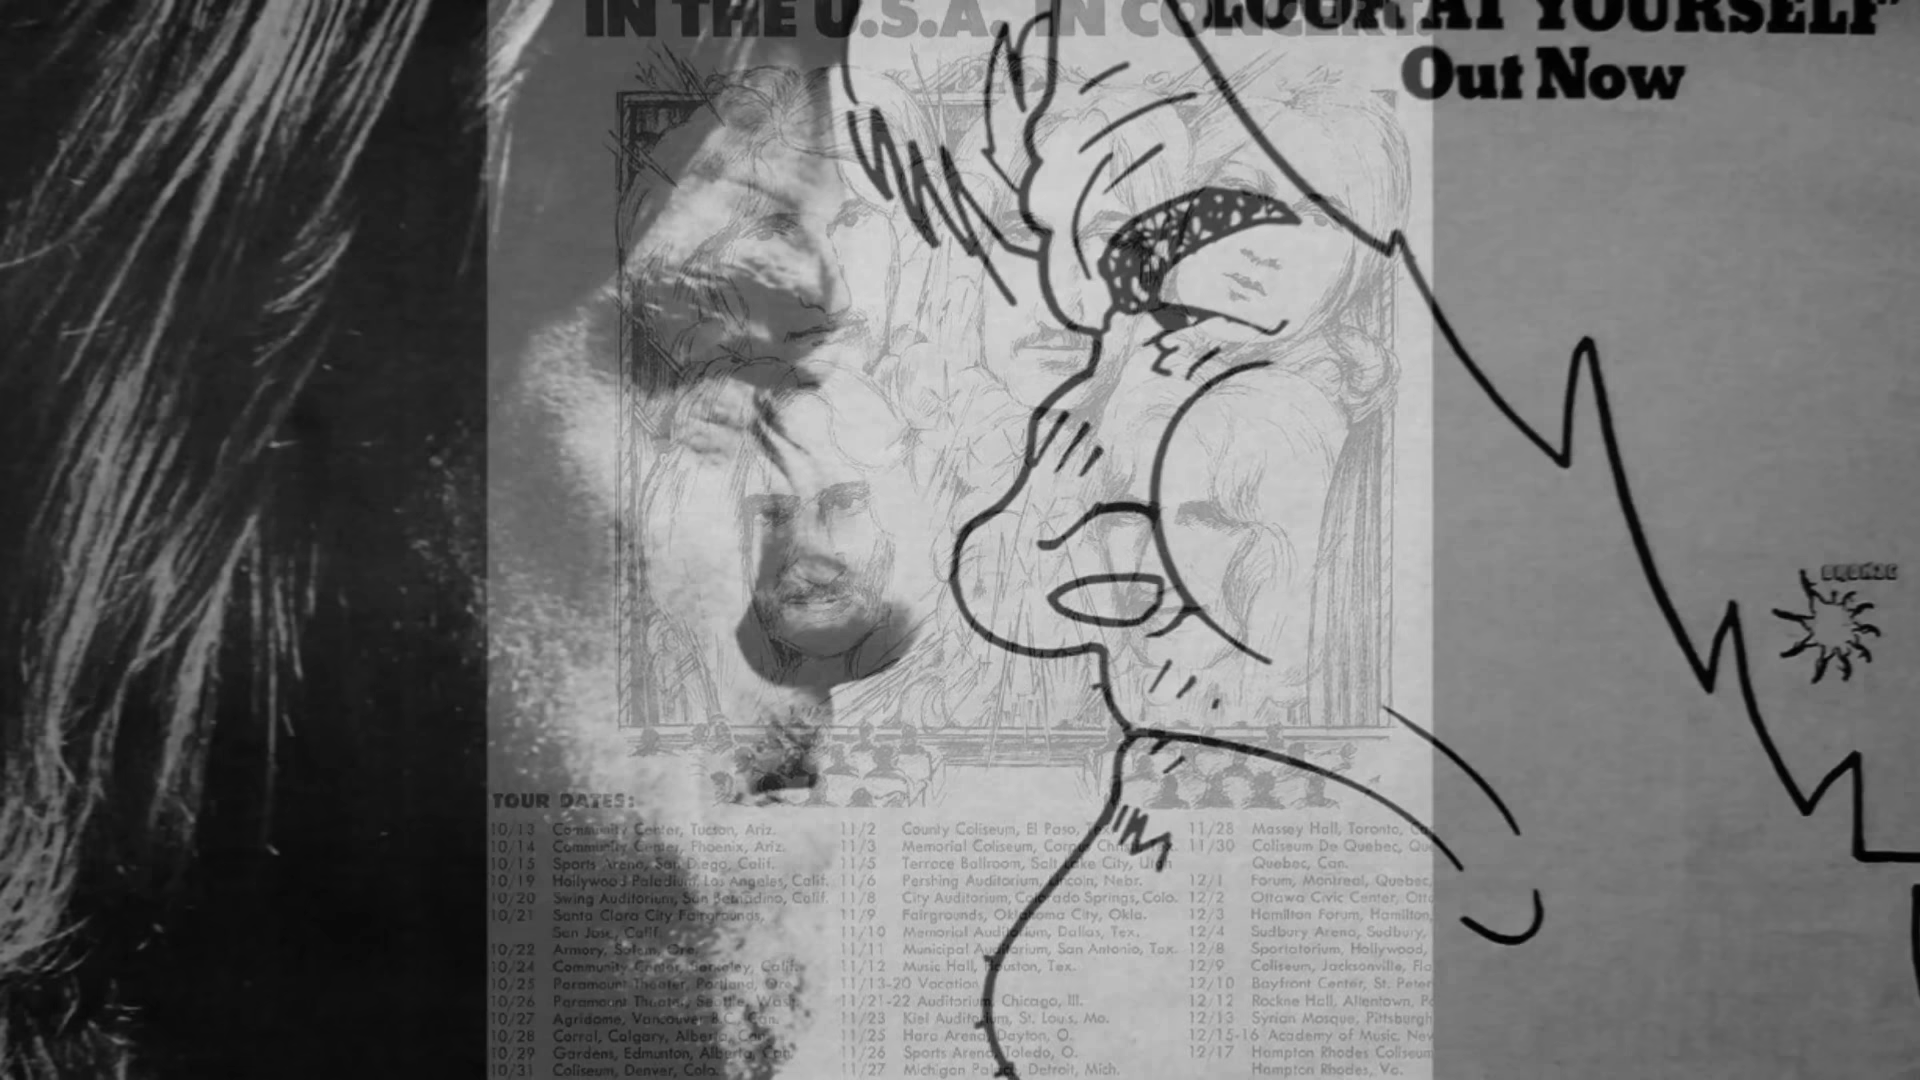 IN THE U.S.A. IN CONCERT.
"LOOK AT YOURSELF"
Out Now
BRONZE
TOUR DATES:
10/13 Community Center, Tucson, Ariz.
10/14 Community Center, Phoenix, Ariz.
10/15 Sports Arena, San Diego, Calif.
10/19 Hollywood Paladium, Los Angeles, Calif.
10/20 Swing Auditorium, San Bernadino, Calif.
10/21 Santa Clara City Fairgrounds,
San Jose, Calif.
10/22 Armory, Salem, Ore.
10/24 Community Center, Berkeley, Calif.
10/25 Paramount Theater, Portland, Ore.
10/26 Paramount Theater, Seattle, Wash.
10/27 Agridome, Vancouver B.C., Can.
10/28 Corral, Calgary, Alberta, Can.
10/29 Gardens, Edmunton, Alberta, Can.
10/31 Coliseum, Denver, Colo.
11/2 County Coliseum, El Paso, Tex.
11/3 Memorial Coliseum, Corpus Christi, Tex.
11/5 Terrace Ballroom, Salt Lake City, Utah
11/6 Pershing Auditorium, Lincoln, Nebr.
11/8 City Auditorium, Colorado Springs, Colo.
11/9 Fairgrounds, Oklahoma City, Okla.
11/10 Memorial Auditorium, Dallas, Tex.
11/11 Municipal Auditorium, San Antonio, Tex.
11/12 Music Hall, Houston, Tex.
11/13-20 Vacation
11/21-22 Auditorium, Chicago, Ill.
11/23 Kiel Auditorium, St. Louis, Mo.
11/25 Hara Arena, Dayton, O.
11/26 Sports Arena, Toledo, O.
11/27 Michigan Palace, Detroit, Mich.
11/28 Massey Hall, Toronto,
11/30 Coliseum De Quebec,
Quebec, Can.
12/1 Forum, Montreal, Quebec,
12/2 Ottawa Civic Center,
12/3 Hamilton Forum, Hamilton,
12/4 Sudbury Arena, Sudbury,
12/8 Sportatorium, Hollywood,
12/9 Coliseum, Jacksonville,
12/10 Bayfront Center, St. Peter
12/12 Rockne Hall, Allentown,
12/13 Syrian Mosque, Pittsburgh
12/15-16 Academy of Music, New
12/17 Hampton Rhodes Coliseum
Hampton Rhodes, Va.